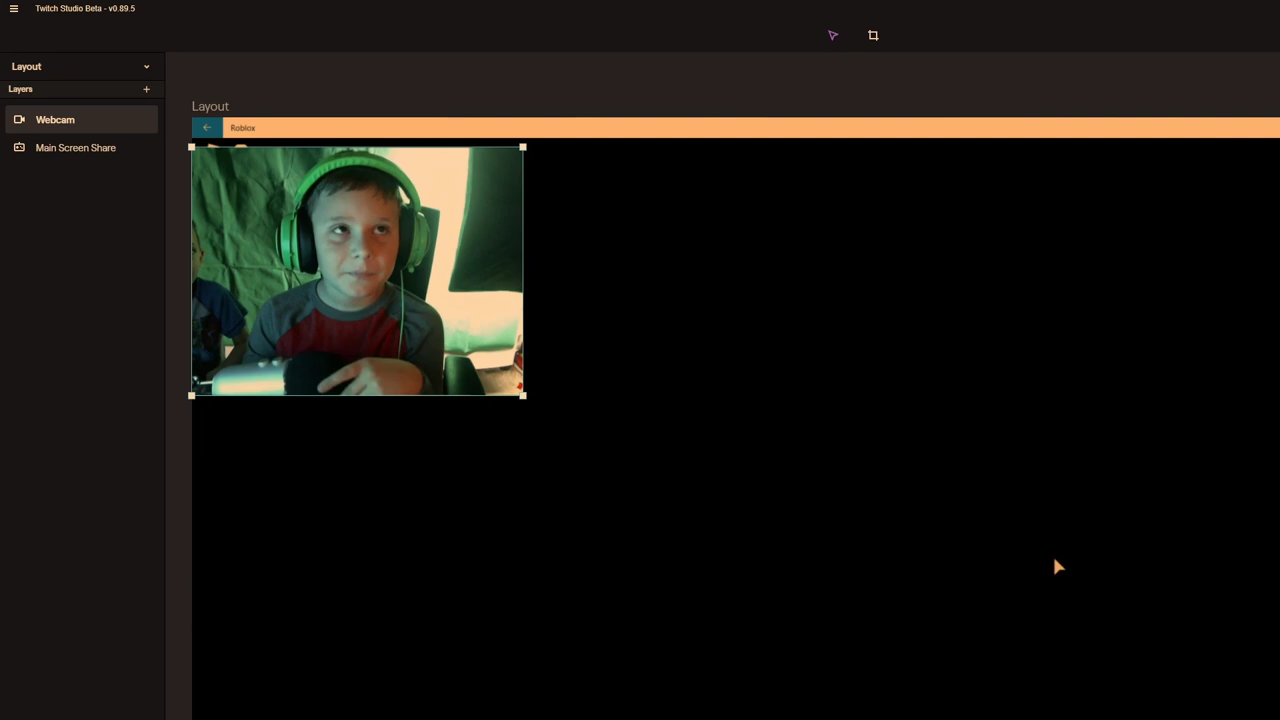 Twitch Studio Beta - v0.89.5
Layout
Layers
Webcam
Main Screen Share
Layout
Roblox